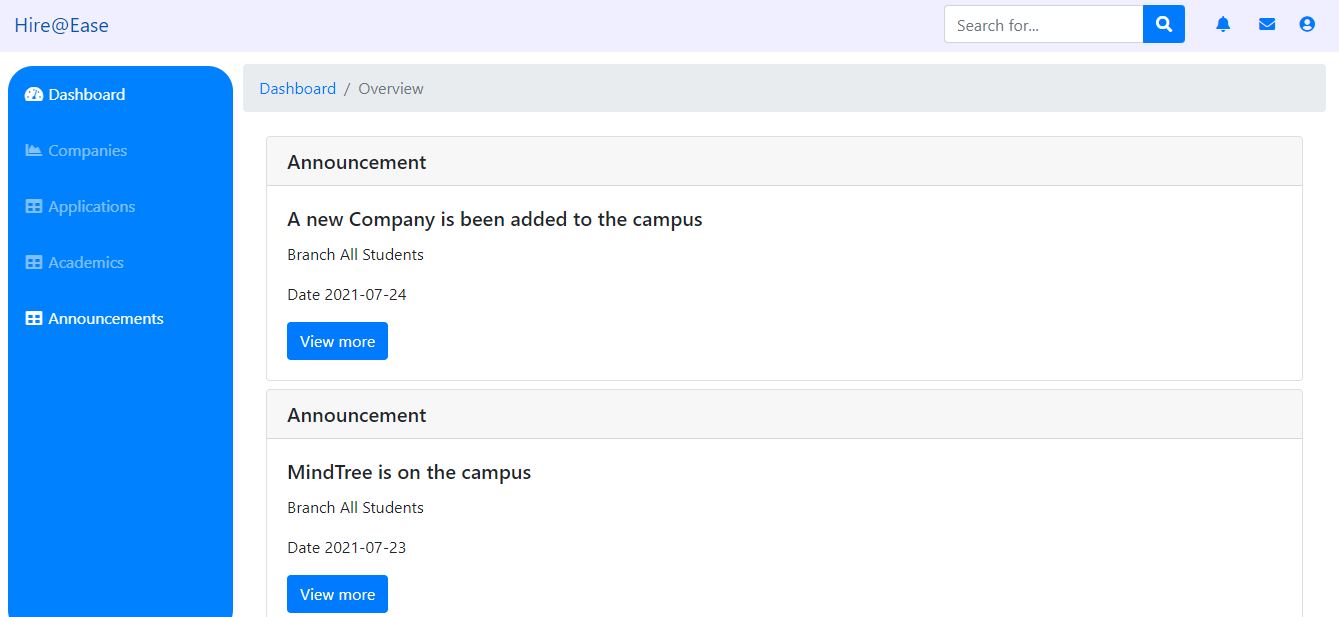 Hire@Ease
Search for...
Dashboard
Companies
Applications
Academics
Announcements
Dashboard / Overview
Announcement
A new Company is been added to the campus
Branch All Students
Date 2021-07-24
View more
Announcement
MindTree is on the campus
Branch All Students
Date 2021-07-23
View more